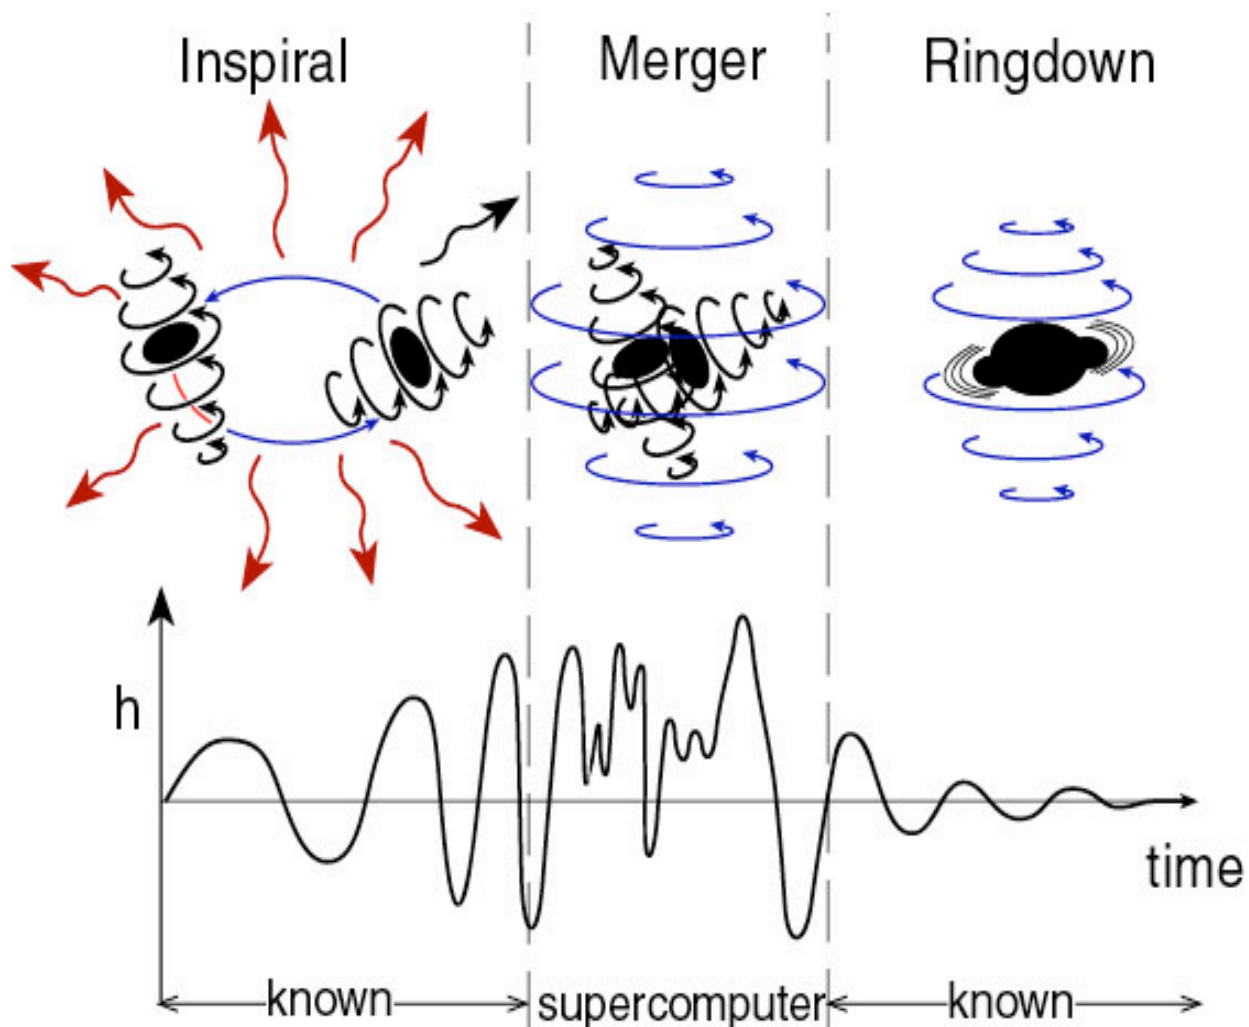 Inspiral
Merger
Ringdown
h
time
known
supercomputer
known